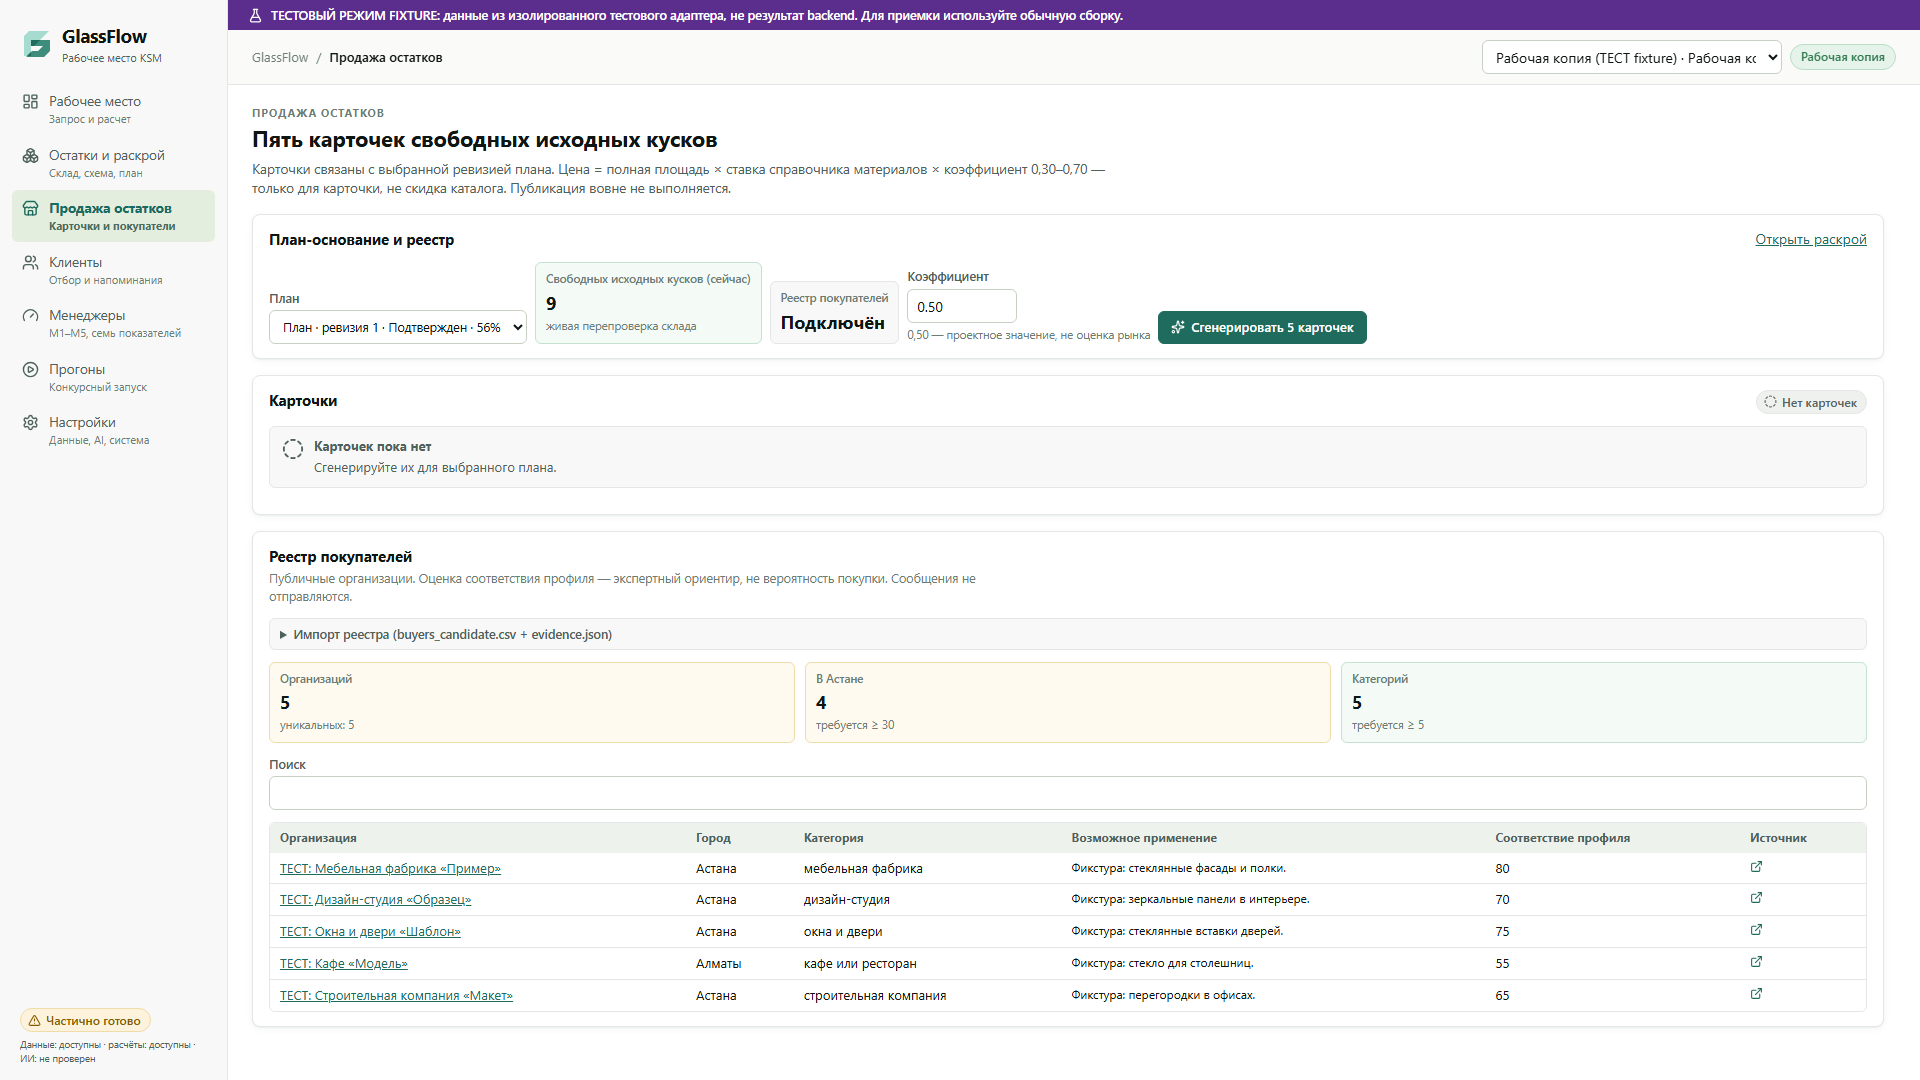 ТЕСТОВЫЙ РЕЖИМ FIXTURE: данные из изолированного тестового адаптера, не результат backend. Для приемки используйте обычную сборку.
GlassFlow
Рабочее место KSM
Рабочее место
Запрос и расчет
Остатки и раскрой
Склад, схема, план
Продажа остатков
Карточки и покупатели
Клиенты
Отбор и напоминания
Менеджеры
М1–М5, семь показателей
Прогоны
Конкурсный запуск
Настройки
Данные, AI, система
Частично готово
Данные: доступны · расчёты: доступны ·
ИИ: не проверен
GlassFlow / Продажа остатков
Рабочая копия (ТЕСТ fixture) · Рабочая кс
Рабочая копия
ПРОДАЖА ОСТАТКОВ
Пять карточек свободных исходных кусков
Карточки связаны с выбранной ревизией плана. Цена = полная площадь × ставка справочника материалов × коэффициент 0,30–0,70 —
только для карточки, не скидка каталога. Публикация вовне не выполняется.
План-основание и реестр
Открыть раскрой
План
План · ревизия 1 · Подтвержден · 56%
Свободных исходных кусков (сейчас)
9
живая перепроверка склада
Реестр покупателей
Подключён
Коэффициент
0.50
0,50 — проектное значение, не оценка рынка
Сгенерировать 5 карточек
Карточки
Нет карточек
Карточек пока нет
Сгенерируйте их для выбранного плана.
Реестр покупателей
Публичные организации. Оценка соответствия профиля — экспертный ориентир, не вероятность покупки. Сообщения не
отправляются.
Импорт реестра (buyers_candidate.csv + evidence.json)
Организаций
5
уникальных: 5
В Астане
4
требуется ≥ 30
Категорий
5
требуется ≥ 5
Поиск
Организация Город Категория Возможное применение Соответствие профиля Источник
ТЕСТ: Мебельная фабрика «Пример» Астана мебельная фабрика Фикстура: стеклянные фасады и полки. 80
ТЕСТ: Дизайн-студия «Образец» Астана дизайн-студия Фикстура: зеркальные панели в интерьере. 70
ТЕСТ: Окна и двери «Шаблон» Астана окна и двери Фикстура: стеклянные вставки дверей. 75
ТЕСТ: Кафе «Модель» Алматы кафе или ресторан Фикстура: стекло для столешниц. 55
ТЕСТ: Строительная компания «Макет» Астана строительная компания Фикстура: перегородки в офисах. 65